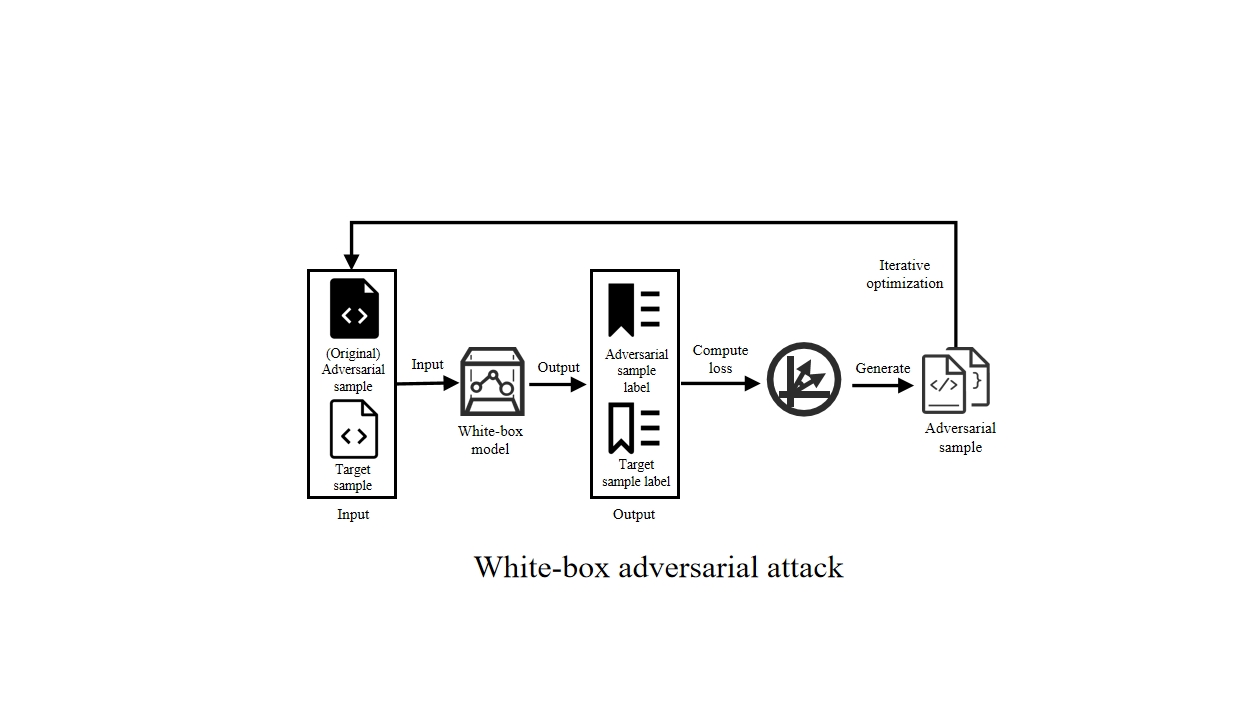 Iterative
optimization
(Original)
Adversarial
sample
Target
sample
Input
Input
White-box
model
Output
Adversarial
sample
label
Target
sample label
Output
Compute
loss
Generate
</>
}
Adversarial
sample
White-box adversarial attack